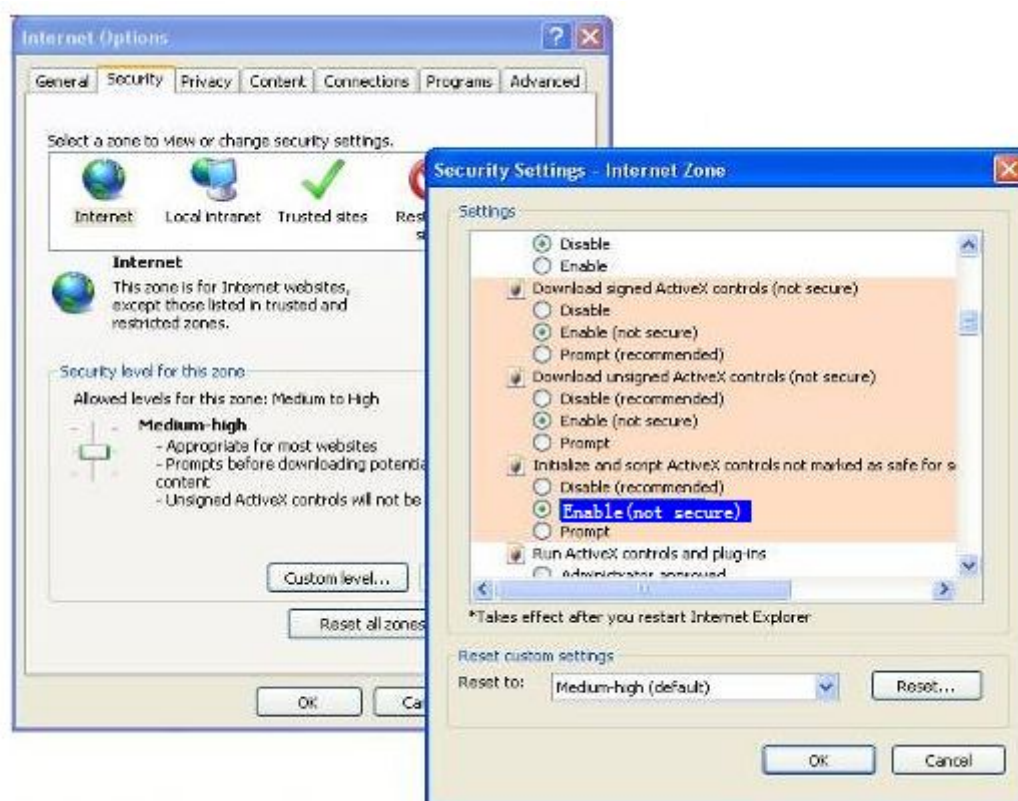 Internet Options
General Security Privacy Content Connections Programs Advanced
Select a zone to view or change security settings.
Internet Local intranet Trusted sites
Internet
This zone is for Internet websites,
except those listed in trusted and
restricted zones.
Security level for this zone
Allowed levels for this zone: Medium to High
Medium-high
- Appropriate for most websites
- Prompts before downloading
content
- Unsigned ActiveX controls will not be
Custom level...
Reset all zones
OK
Security Settings - Internet Zone
Settings
Disable
Enable
Download signed ActiveX controls (not secure)
Disable
Enable (not secure)
Prompt (recommended)
Download unsigned ActiveX controls (not secure)
Disable (recommended)
Enable (not secure)
Prompt
Initialize and script ActiveX controls not marked as safe for s
Disable (recommended)
Enable(not secure)
Prompt
Run ActiveX controls and plug-ins
Administrator approved
*Takes effect after you restart Internet Explorer
Reset custom settings
Reset to: Medium-high (default) Reset...
OK Cancel